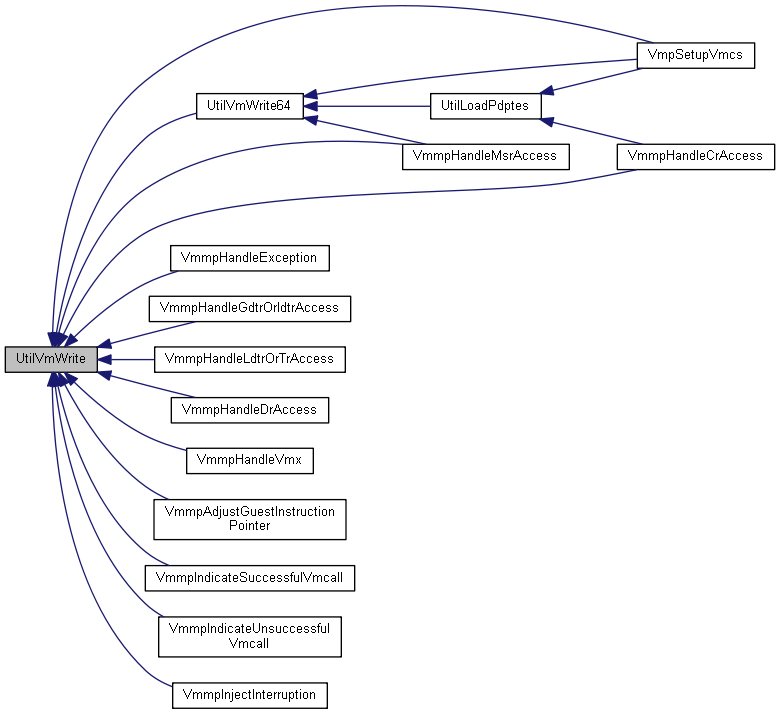 VmpSetupVmcs
UtilVmWrite64
UtilLoadPdptes
VmmpHandleMsrAccess
VmmpHandleCrAccess
VmmpHandleException
VmmpHandleGdtrOrIdtrAccess
UtilVmWrite
VmmpHandleLdtrOrTrAccess
VmmpHandleDrAccess
VmmpHandleVmx
VmmpAdjustGuestInstruction
Pointer
VmmpIndicateSuccessfulVmcall
VmmpIndicateUnsuccessful
Vmcall
VmmpInjectInterruption